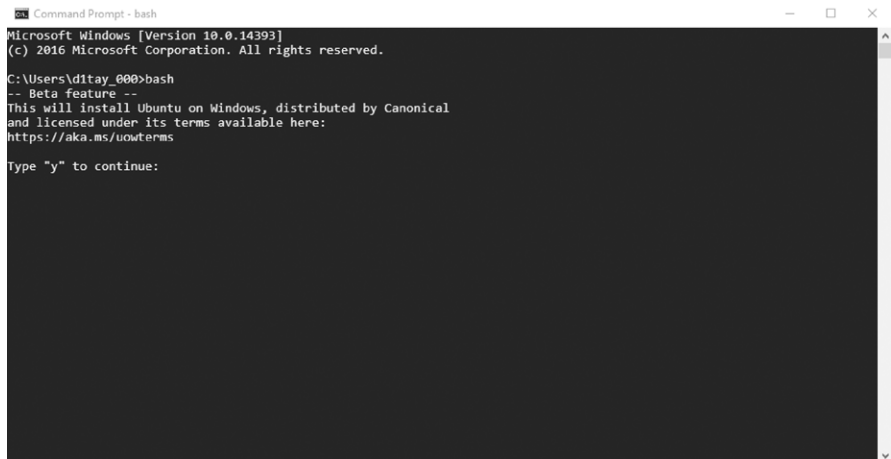 Command Prompt - bash
Microsoft Windows [Version 10.0.14393]
(c) 2016 Microsoft Corporation. All rights reserved.
C:\Users\d1tay_000>bash
-- Beta feature --
This will install Ubuntu on Windows, distributed by Canonical
and licensed under its terms available here:
https://aka.ms/uowterms
Type "y" to continue: